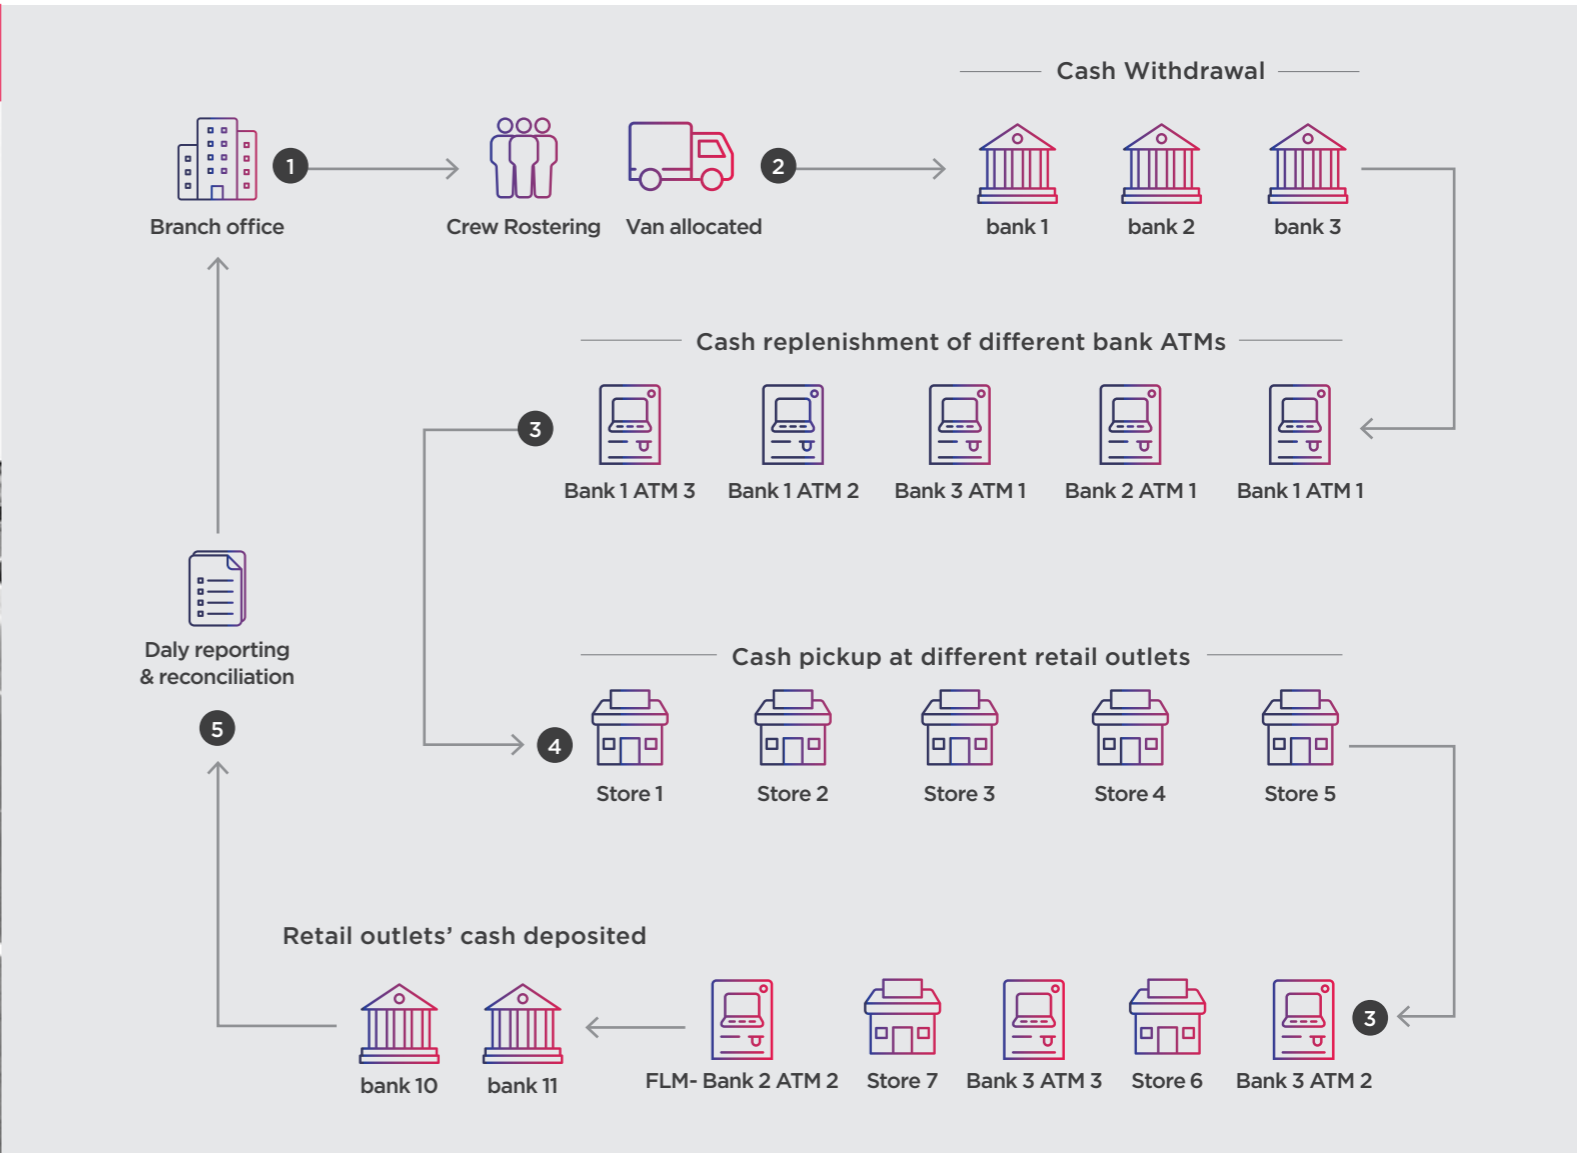 Cash Withdrawal
1
2
Branch office
Crew Rostering
Van allocated
bank 1
bank 2
bank 3
Cash replenishment of different bank ATMs
3
Bank 1 ATM 3
Bank 1 ATM 2
Bank 3 ATM 1
Bank 2 ATM 1
Bank 1 ATM 1
Daly reporting
& reconciliation
5
Cash pickup at different retail outlets
4
Store 1
Store 2
Store 3
Store 4
Store 5
Retail outlets’ cash deposited
3
bank 10
bank 11
FLM- Bank 2 ATM 2
Store 7
Bank 3 ATM 3
Store 6
Bank 3 ATM 2